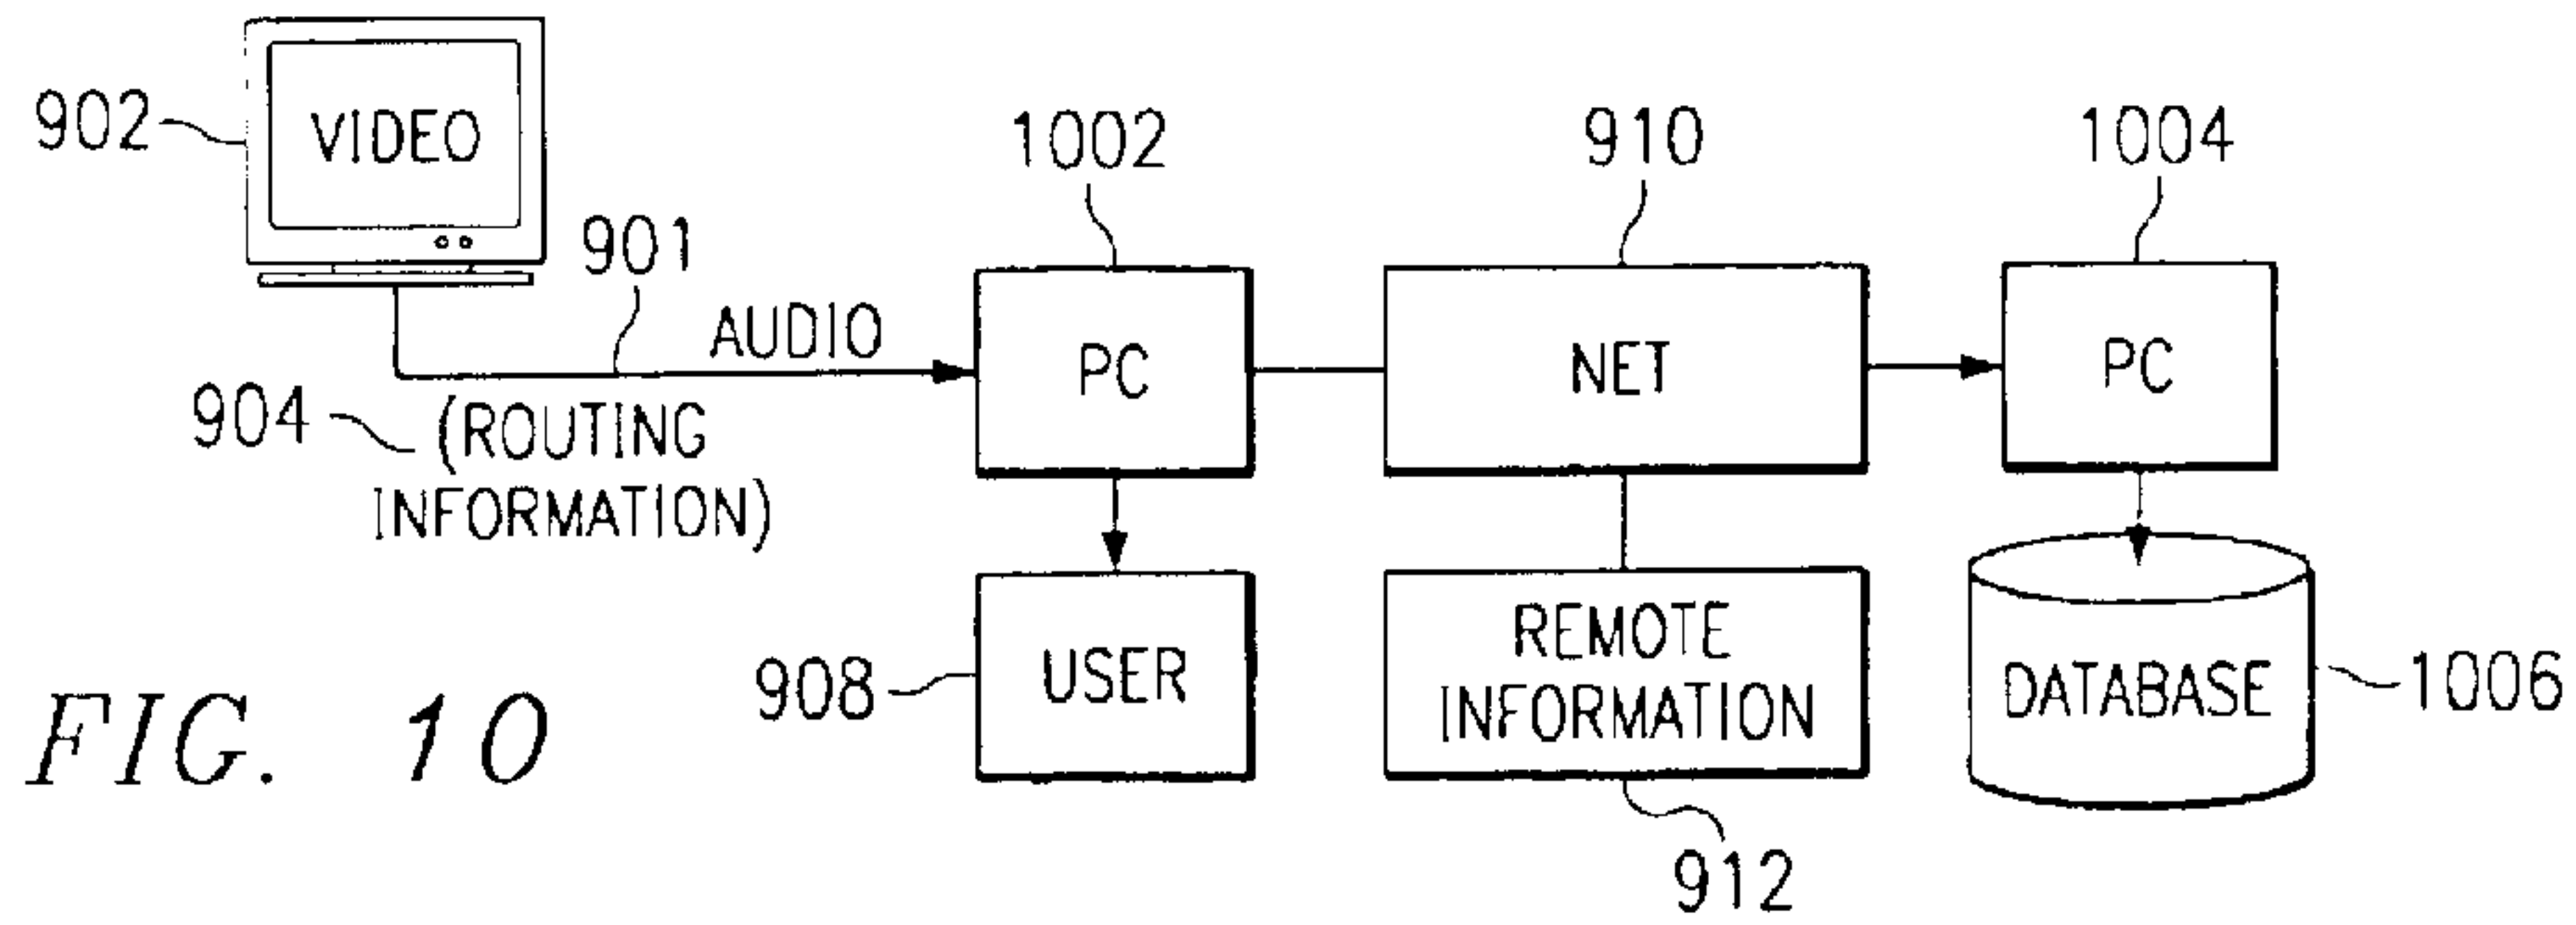 902
VIDEO
901
AUDIO
904
(ROUTING
INFORMATION)
1002
PC
910
NET
1004
PC
908
USER
REMOTE
INFORMATION
912
DATABASE
1006
FIG. 10